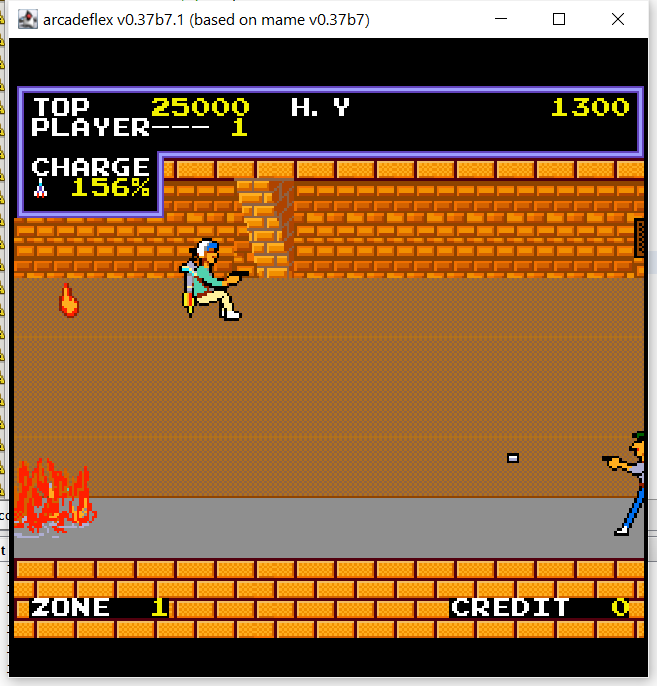 arcadeflex v0.37b7.1 (based on mame v0.37b7)
TOP 25000 H.Y 1300
PLAYER--- 1
CHARGE
156%
ZONE 1 CREDIT 0